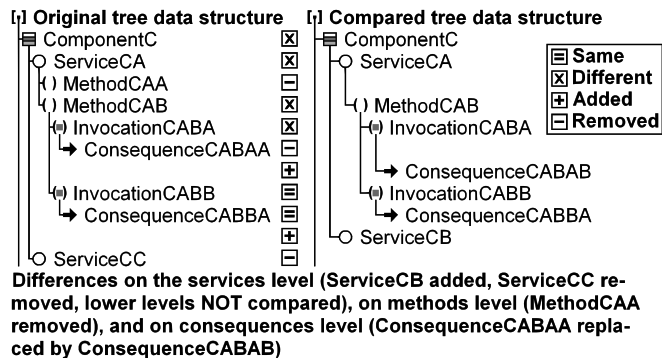 Original tree data structure
Compared tree data structure
ComponentC
ComponentC
ServiceCA
ServiceCA
Same
MethodCAA
Different
MethodCAB
MethodCAB
Added
InvocationCABA
InvocationCABA
Removed
ConsequenceCABAA
ConsequenceCABAB
InvocationCABB
InvocationCABB
ConsequenceCABBA
ConsequenceCABBA
ServiceCB
ServiceCC
Differences on the services level (ServiceCB added, ServiceCC re-
moved, lower levels NOT compared), on methods level (MethodCAA
removed), and on consequences level (ConsequenceCABAA repla-
ced by ConsequenceCABAB)